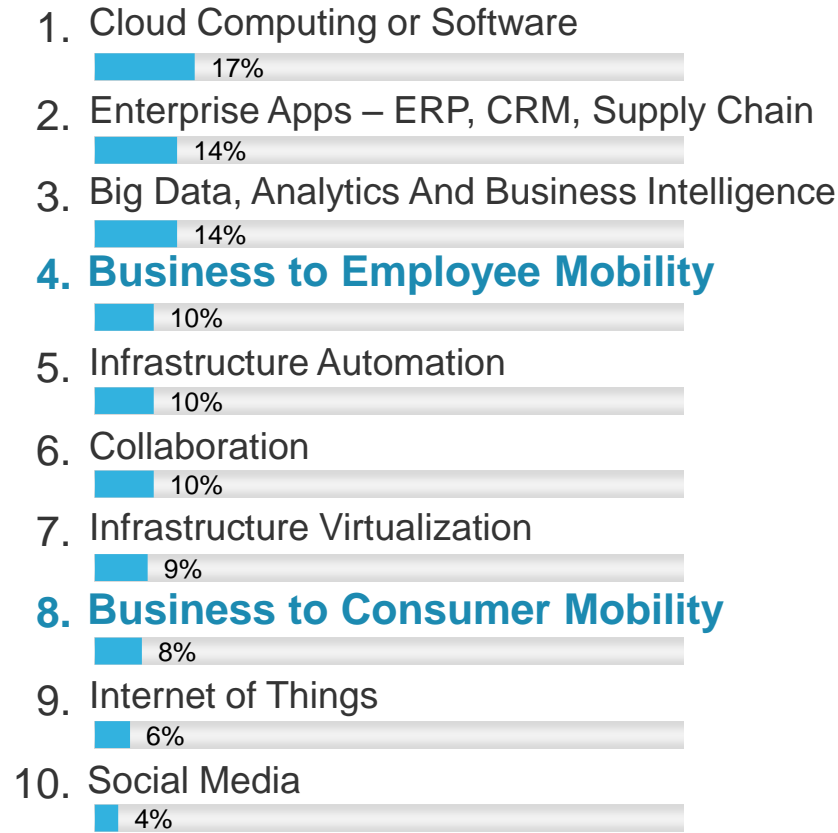 1. Cloud Computing or Software
17%
2. Enterprise Apps – ERP, CRM, Supply Chain
14%
3. Big Data, Analytics And Business Intelligence
14%
4. Business to Employee Mobility
10%
5. Infrastructure Automation
10%
6. Collaboration
10%
7. Infrastructure Virtualization
9%
8. Business to Consumer Mobility
8%
9. Internet of Things
6%
10. Social Media
4%